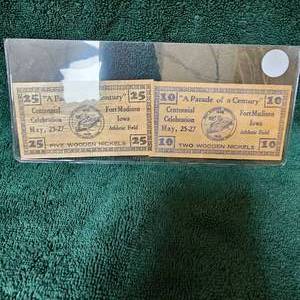 25 "A Parade of a Century" 25
Centennial
Celebration
May, 25-27
Fort Madison
Iowa
Athletic Field
25 FIVE WOODEN NICKELS 25
10 "A Parade of a Century" 10
Centennial
Celebration
May, 25-27
Fort Madison
Iowa
Athletic Field
10 TWO WOODEN NICKELS 10